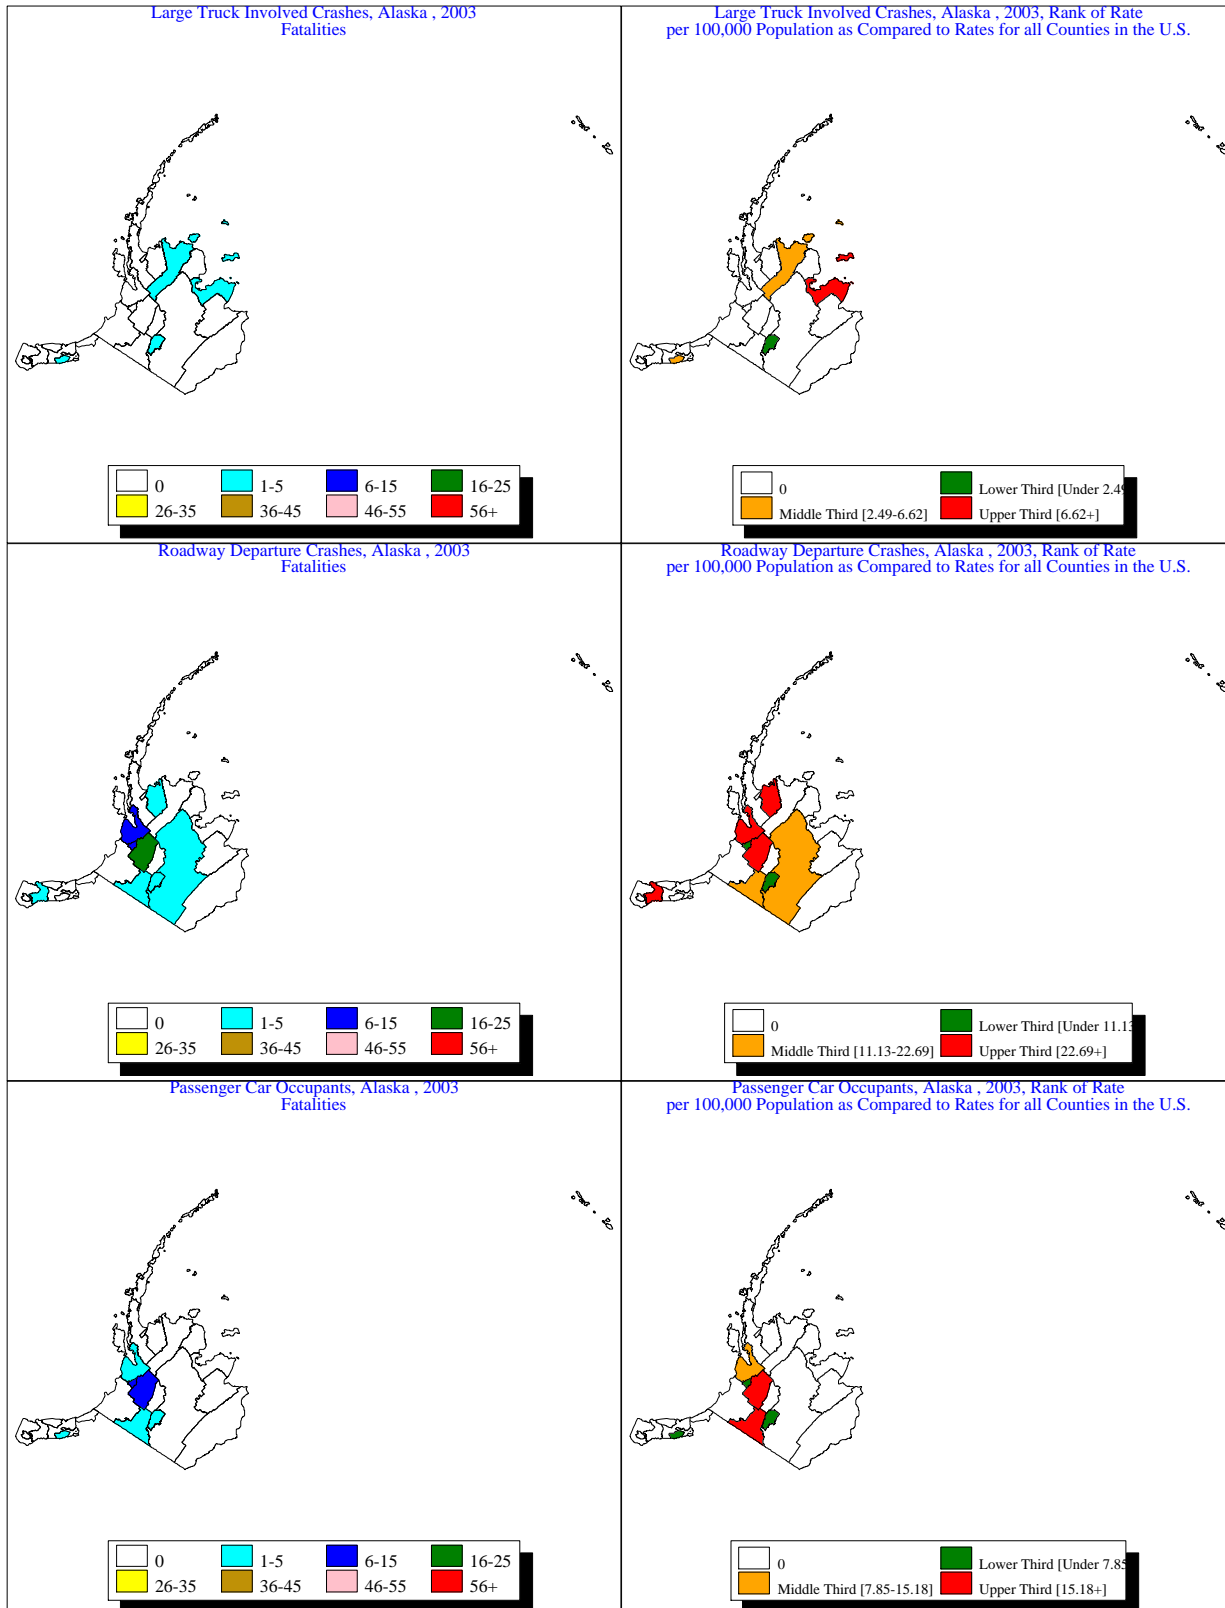 Large Truck Involved Crashes, Alaska , 2003
Fatalities
0
1-5
6-15
16-25
26-35
36-45
46-55
56+
Large Truck Involved Crashes, Alaska , 2003, Rank of Rate
per 100,000 Population as Compared to Rates for all Counties in the U.S.
0
Lower Third [Under 2.49
Middle Third [2.49-6.62]
Upper Third [6.62+]
Roadway Departure Crashes, Alaska , 2003
Fatalities
0
1-5
6-15
16-25
26-35
36-45
46-55
56+
Roadway Departure Crashes, Alaska , 2003, Rank of Rate
per 100,000 Population as Compared to Rates for all Counties in the U.S.
0
Lower Third [Under 11.13
Middle Third [11.13-22.69]
Upper Third [22.69+]
Passenger Car Occupants, Alaska , 2003
Fatalities
0
1-5
6-15
16-25
26-35
36-45
46-55
56+
Passenger Car Occupants, Alaska , 2003, Rank of Rate
per 100,000 Population as Compared to Rates for all Counties in the U.S.
0
Lower Third [Under 7.85
Middle Third [7.85-15.18]
Upper Third [15.18+]